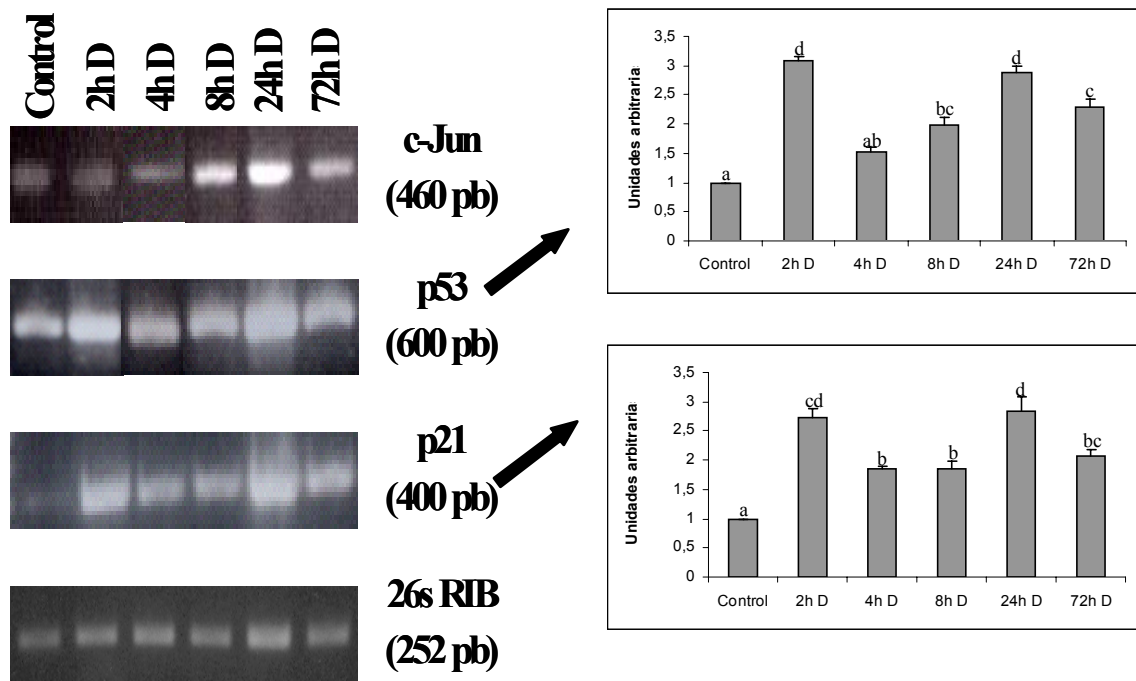 Control
2h D
4h D
8h D
24h D
72h D
c-Jun
(460 pb)
p53
(600 pb)
p21
(400 pb)
26s RIB
(252 pb)
Unidades arbitraria
3,5
3
2,5
2
1,5
1
0,5
0
a
d
ab
bc
d
c
Control 2h D 4h D 8h D 24h D 72h D
Unidades arbitraria
3,5
3
2,5
2
1,5
1
0,5
0
a
cd
b
b
d
bc
Control 2h D 4h D 8h D 24h D 72h D